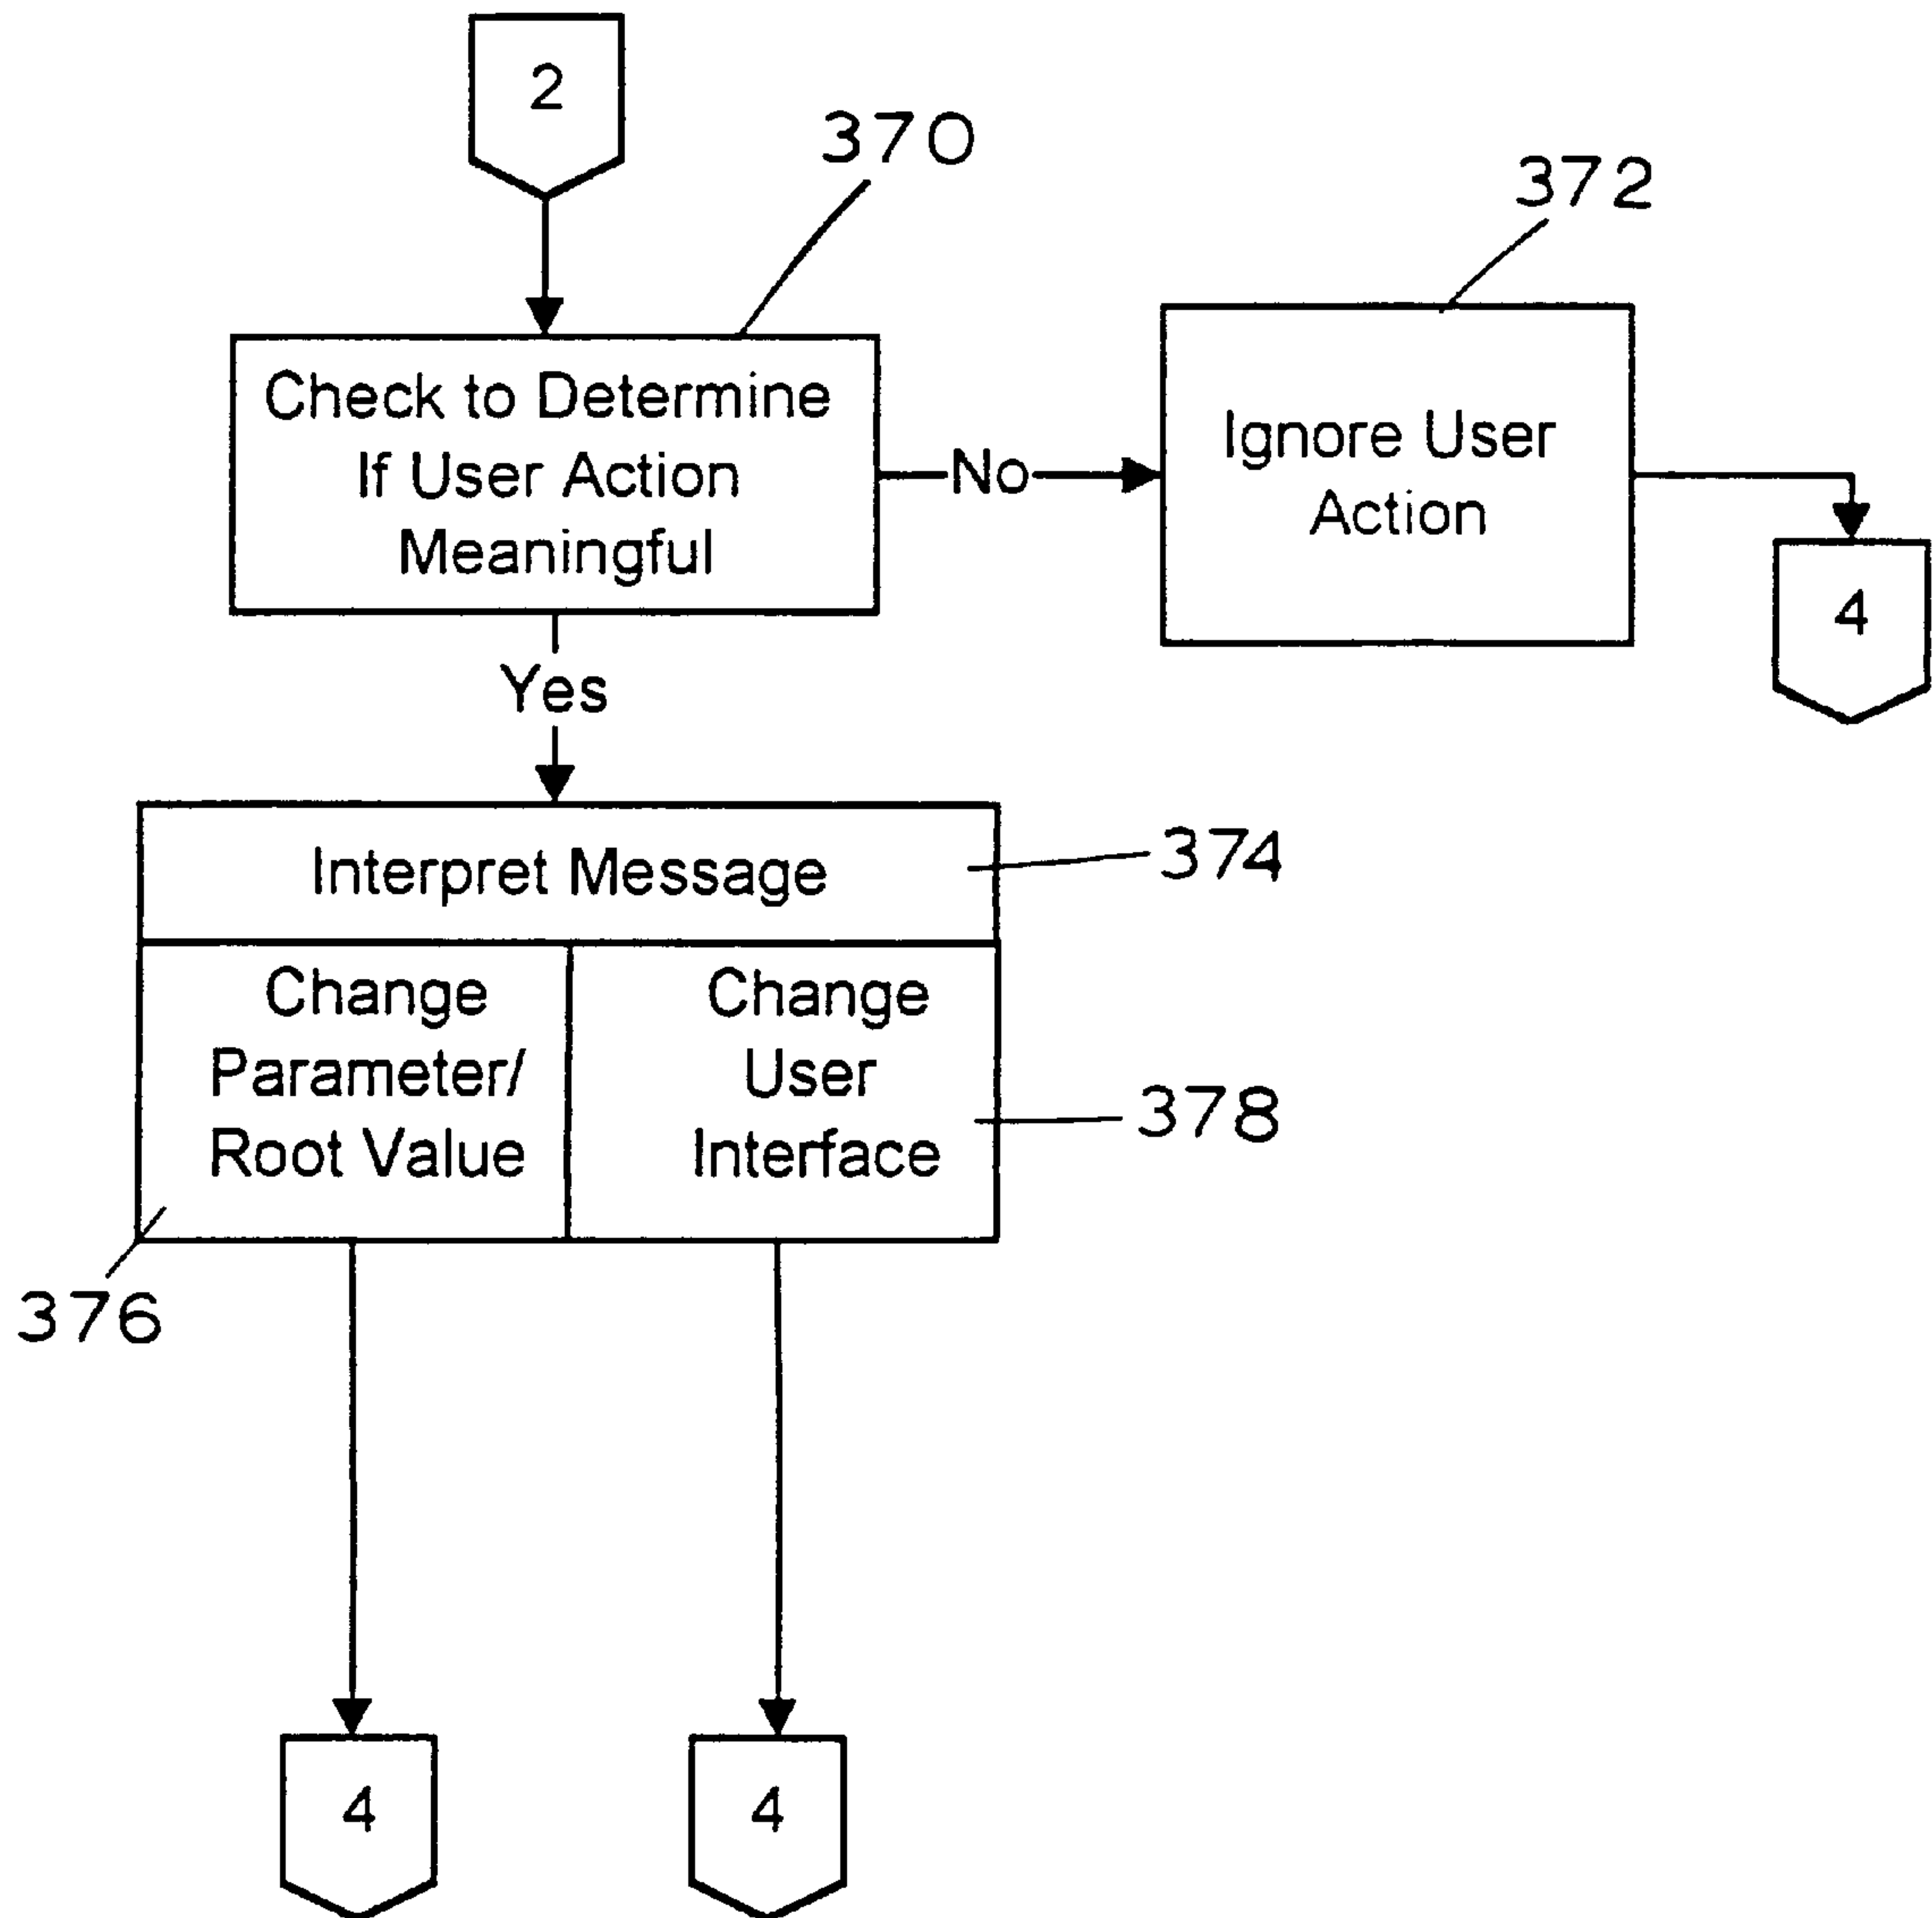 2
370
372
Check to Determine
If User Action
Meaningful
No
Ignore User
Action
4
Yes
Interpret Message
374
Change
Parameter/
Root Value
Change
User
Interface
378
376
4
4